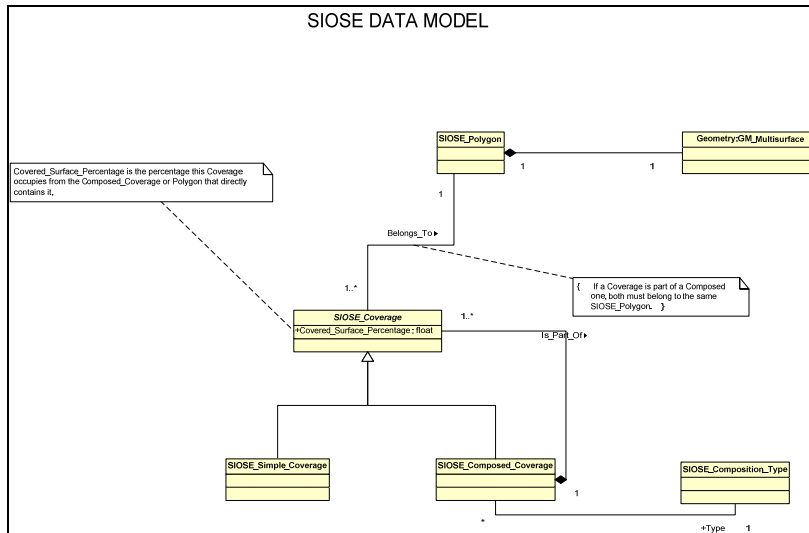 SIOSE DATA MODEL
SIOSE_Polygon
Geometry:GM_Multisurface
1
1
1
Covered_Surface_Percentage is the percentage this Coverage
occupies from the Composed_Coverage or Polygon that directly
contains it.
Belongs_To
{ If a Coverage is part of a Composed
one, both must belong to the same
SIOSE_Polygon. }
1..*
SIOSE_Coverage
+Covered_Surface_Percentage : float
1..*
Is_Part_Of
SIOSE_Simple_Coverage
SIOSE_Composed_Coverage
SIOSE_Composition_Type
1
*
+Type 1